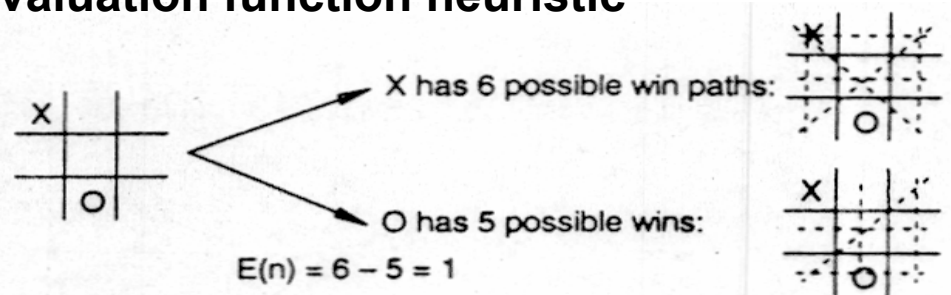 valuation function heuristic
X has 6 possible win paths:
X
O
X
O
O has 5 possible wins:
X
O
E(n) = 6 – 5 = 1